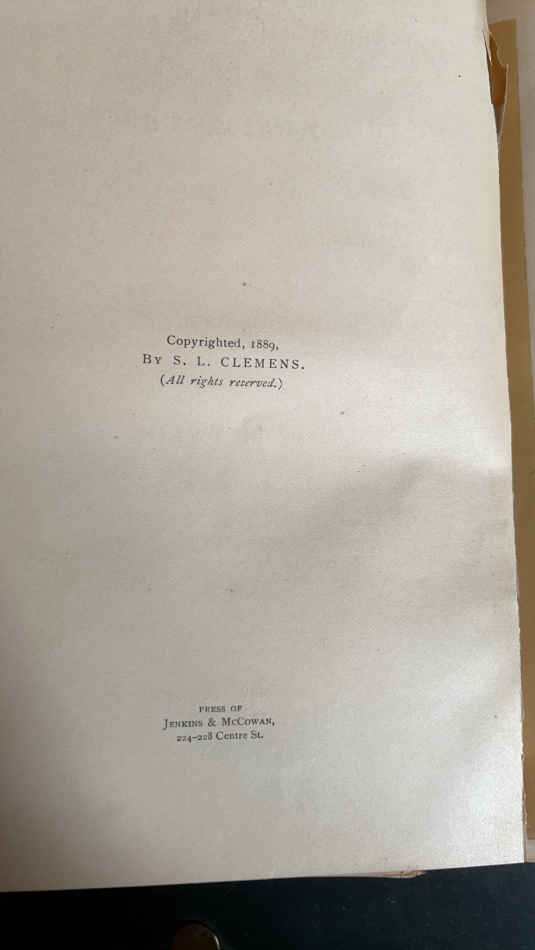 Copyrighted, 1889,
BY S. L. CLEMENS.
(All rights reserved.)
PRESS OF
JENKINS & MCCOWAN,
224-228 Centre St.